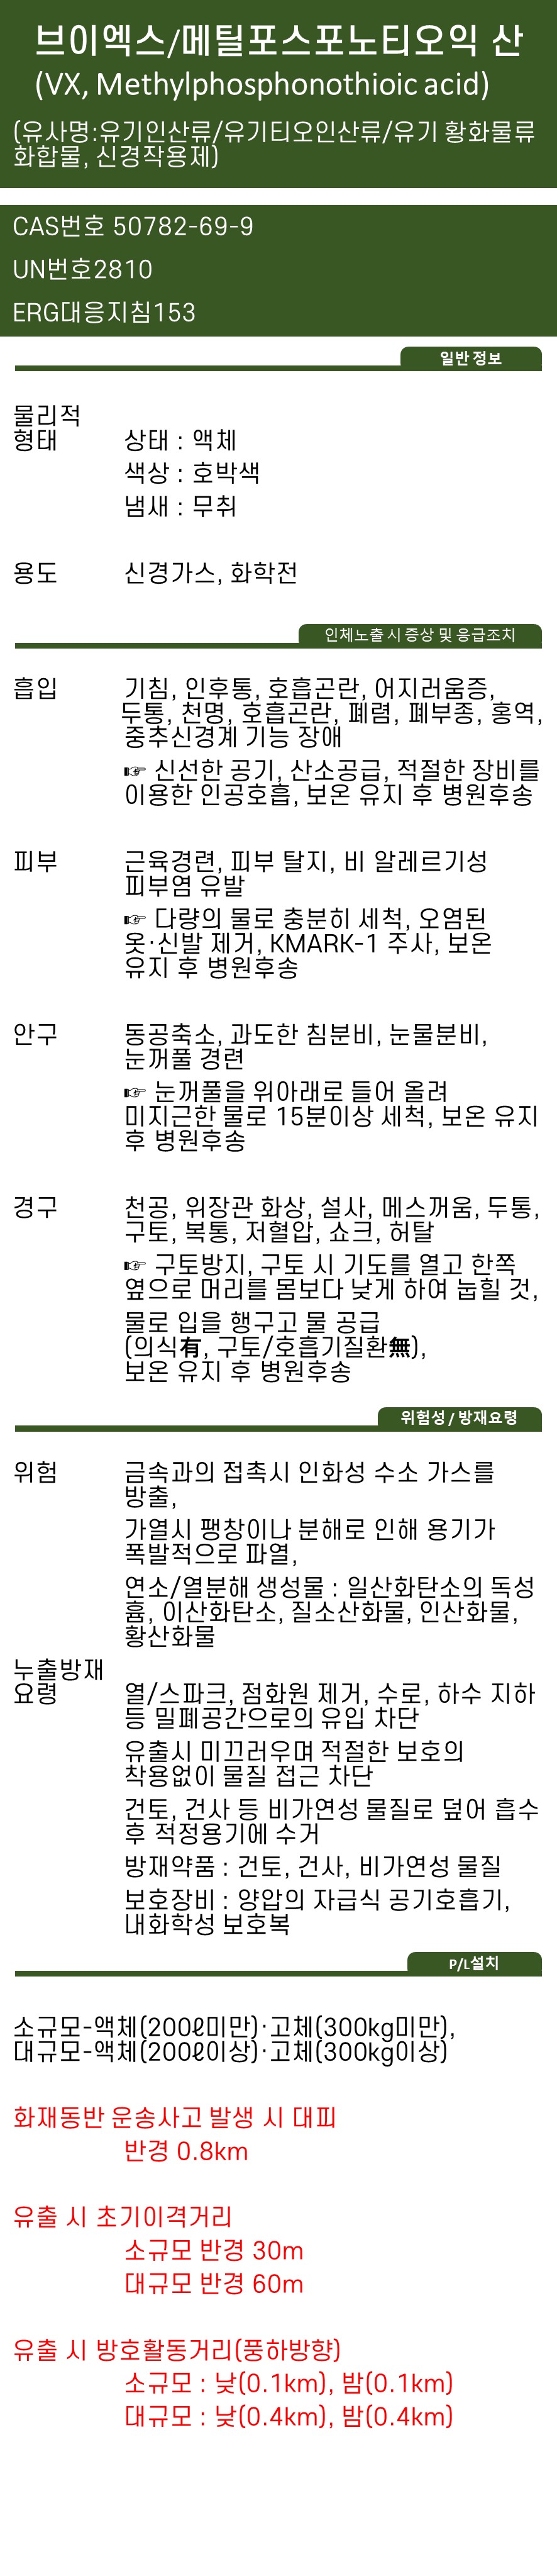 브이엑스/메틸포스포노티오익 산
(VX, Methylphosphonothioic acid)
(유사명:유기인산류/유기티오인산류/유기 황화물류
화합물, 신경작용제)
CAS번호 50782-69-9
UN번호2810
ERG대응지침153
일반 정보
물리적
형태 상태 : 액체
색상 : 호박색
냄새 : 무취
용도 신경가스, 화학전
인체노출 시 증상 및 응급조치
흡입 기침, 인후통, 호흡곤란, 어지러움증,
두통, 천명, 호흡곤란, 폐렴, 폐부종, 홍역,
중추신경계 기능 장애
☞ 신선한 공기, 산소공급, 적절한 장비를
이용한 인공호흡, 보온 유지 후 병원후송
피부 근육경련, 피부 탈지, 비 알레르기성
피부염 유발
☞ 다량의 물로 충분히 세척, 오염된
옷·신발 제거, KMARK-1 주사, 보온
유지 후 병원후송
안구 동공축소, 과도한 침분비, 눈물분비,
눈꺼풀 경련
☞ 눈꺼풀을 위아래로 들어 올려
미지근한 물로 15분이상 세척, 보온 유지
후 병원후송
경구 천공, 위장관 화상, 설사, 메스꺼움, 두통,
구토, 복통, 저혈압, 쇼크, 허탈
☞ 구토방지, 구토 시 기도를 열고 한쪽
옆으로 머리를 몸보다 낮게 하여 눕힐 것,
물로 입을 행구고 물 공급
(의식有, 구토/호흡기질환無),
보온 유지 후 병원후송
위험성 / 방재요령
위험 금속과의 접촉시 인화성 수소 가스를
방출,
가열시 팽창이나 분해로 인해 용기가
폭발적으로 파열,
연소/열분해 생성물 : 일산화탄소의 독성
흄, 이산화탄소, 질소산화물, 인산화물,
황산화물
누출방재
요령 열/스파크, 점화원 제거, 수로, 하수 지하
등 밀폐공간으로의 유입 차단
유출시 미끄러우며 적절한 보호의
착용없이 물질 접근 차단
건토, 건사 등 비가연성 물질로 덮어 흡수
후 적정용기에 수거
방재약품 : 건토, 건사, 비가연성 물질
보호장비 : 양압의 자급식 공기호흡기,
내화학성 보호복
P/L설치
소규모-액체(200ℓ미만)·고체(300kg미만),
대규모-액체(200ℓ이상)·고체(300kg이상)
화재동반 운송사고 발생 시 대피
반경 0.8km
유출 시 초기이격거리
소규모 반경 30m
대규모 반경 60m
유출 시 방호활동거리(풍하방향)
소규모 : 낮(0.1km), 밤(0.1km)
대규모 : 낮(0.4km), 밤(0.4km)